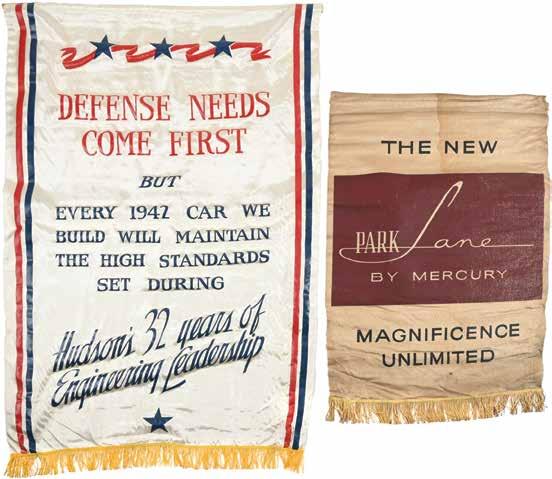 DEFENSE NEEDS
COME FIRST
BUT
EVERY 1942 CAR WE
BUILD WILL MAINTAIN
THE HIGH STANDARDS
SET DURING
Hudson's 32 years of
Engineering Leadership
THE NEW
PARK Lane
BY MERCURY
MAGNIFICENCE
UNLIMITED